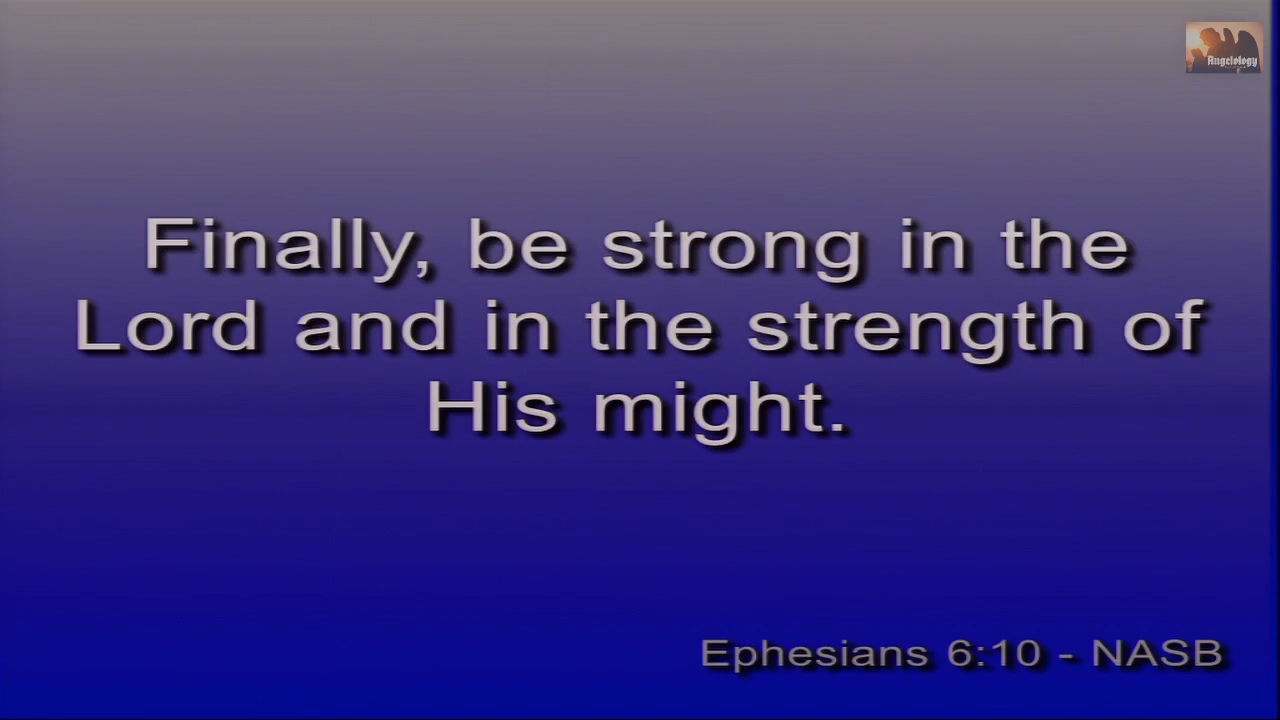 Angelology
Finally, be strong in the
Lord and in the strength of
His might.
Ephesians 6:10 - NASB